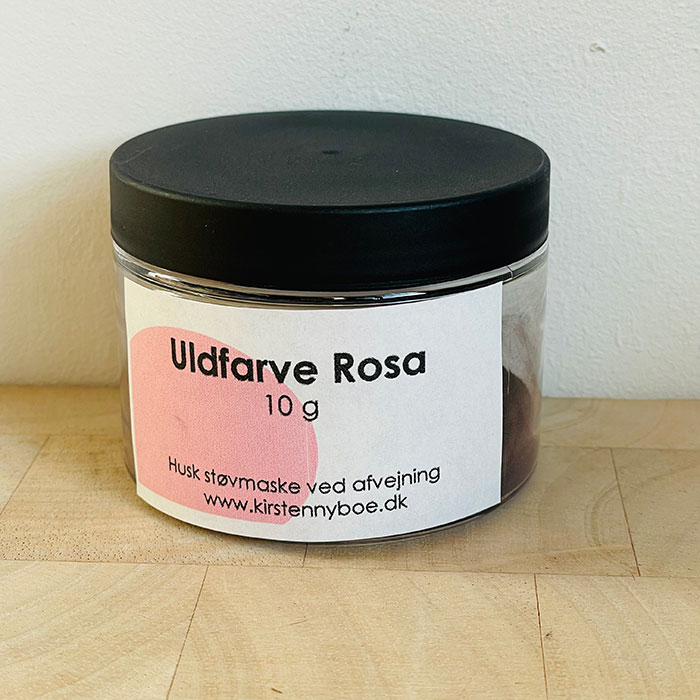 Uldfarve Rosa
10 g
Husk støvmaske ved afvejning
www.kirstennyboe.dk